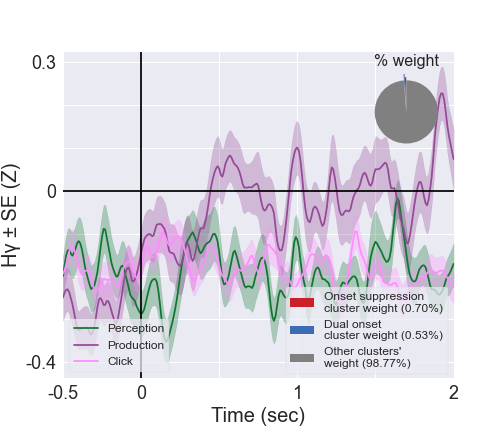 % weight
0.3
0
-0.4
Hγ ± SE (Z)
Perception
Production
Click
Onset suppression
cluster weight (0.70%)
Dual onset
cluster weight (0.53%)
Other clusters'
weight (98.77%)
-0.5
0
1
2
Time (sec)